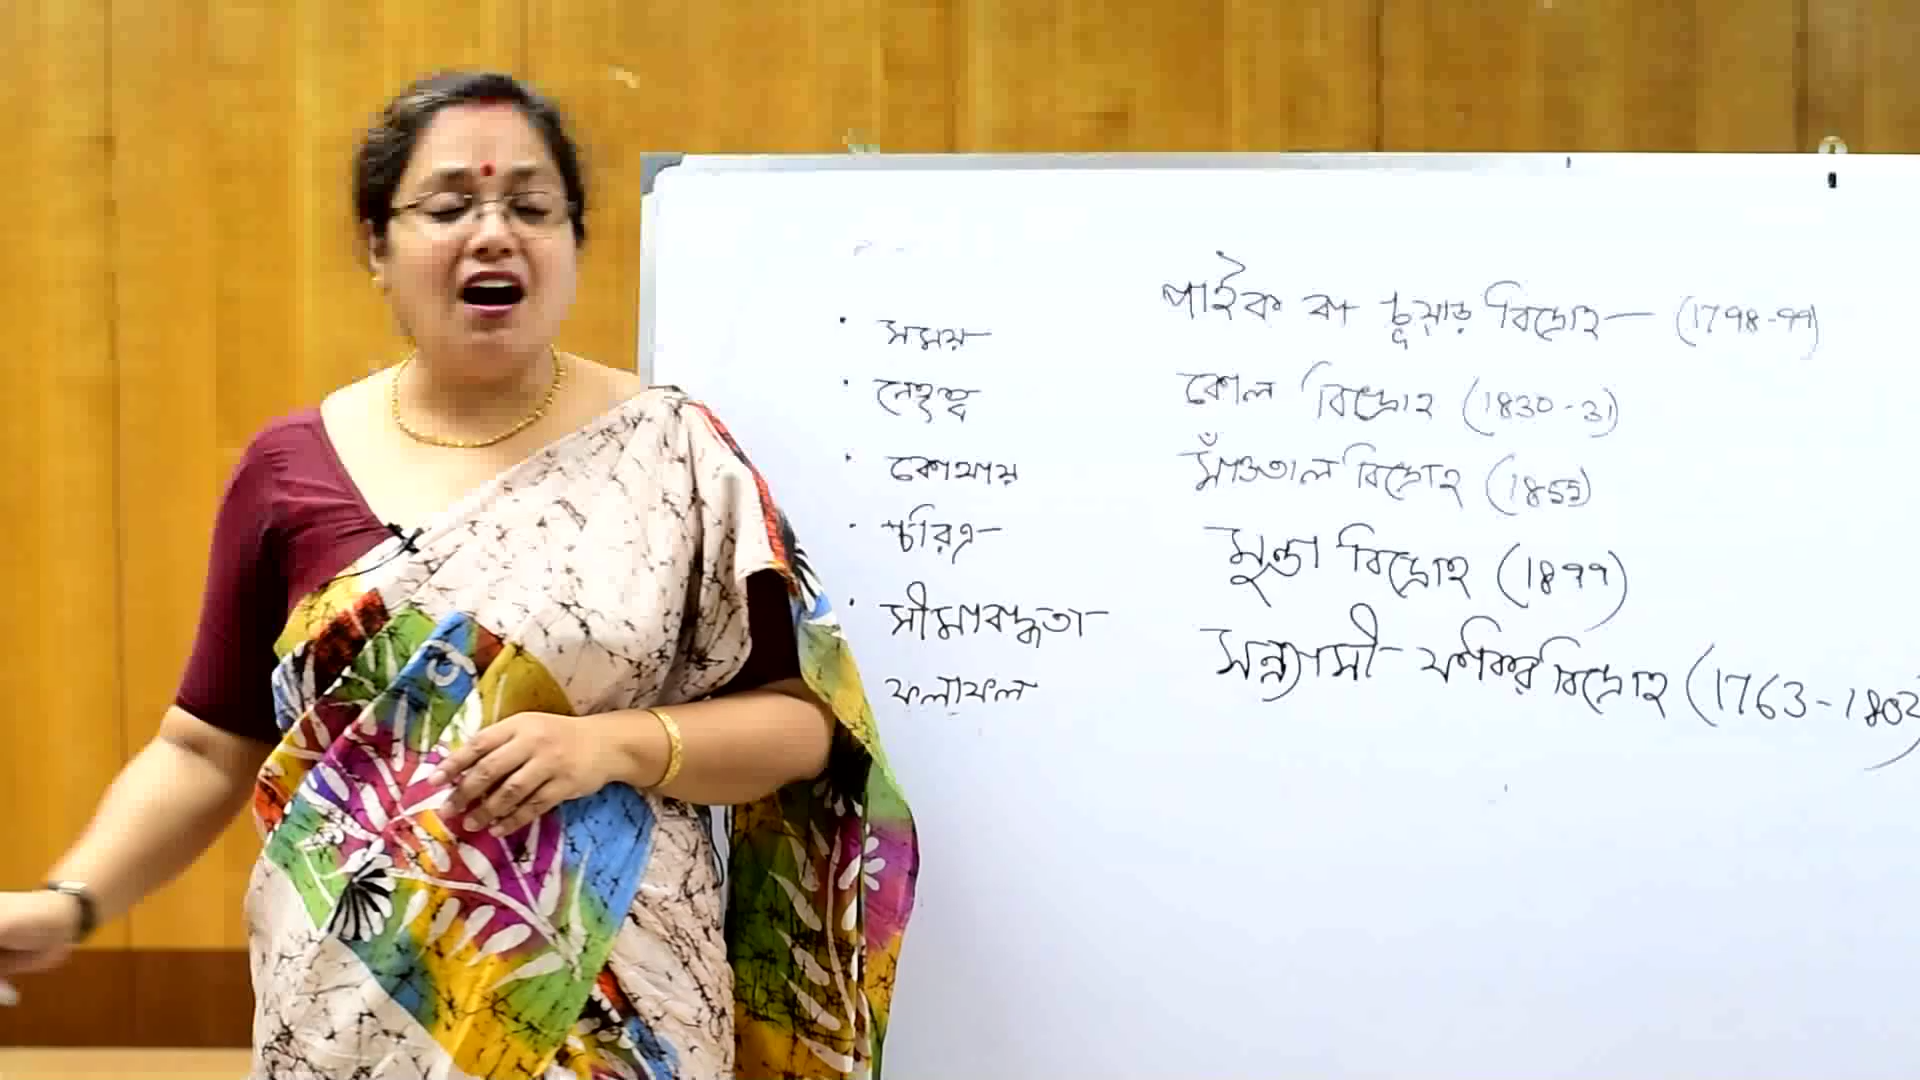 সময়
নেতৃত্ব
কোথায়
চরিত্র
সীমাবদ্ধতা
ফলাফল
পাইক বা চুয়াড় বিদ্রোহ — (1798-99)
কোল বিদ্রোহ (1830-31)
সাঁওতাল বিদ্রোহ (1855)
মুন্ডা বিদ্রোহ (1899)
সন্ন্যাসী ফকির বিদ্রোহ (1763-1802)